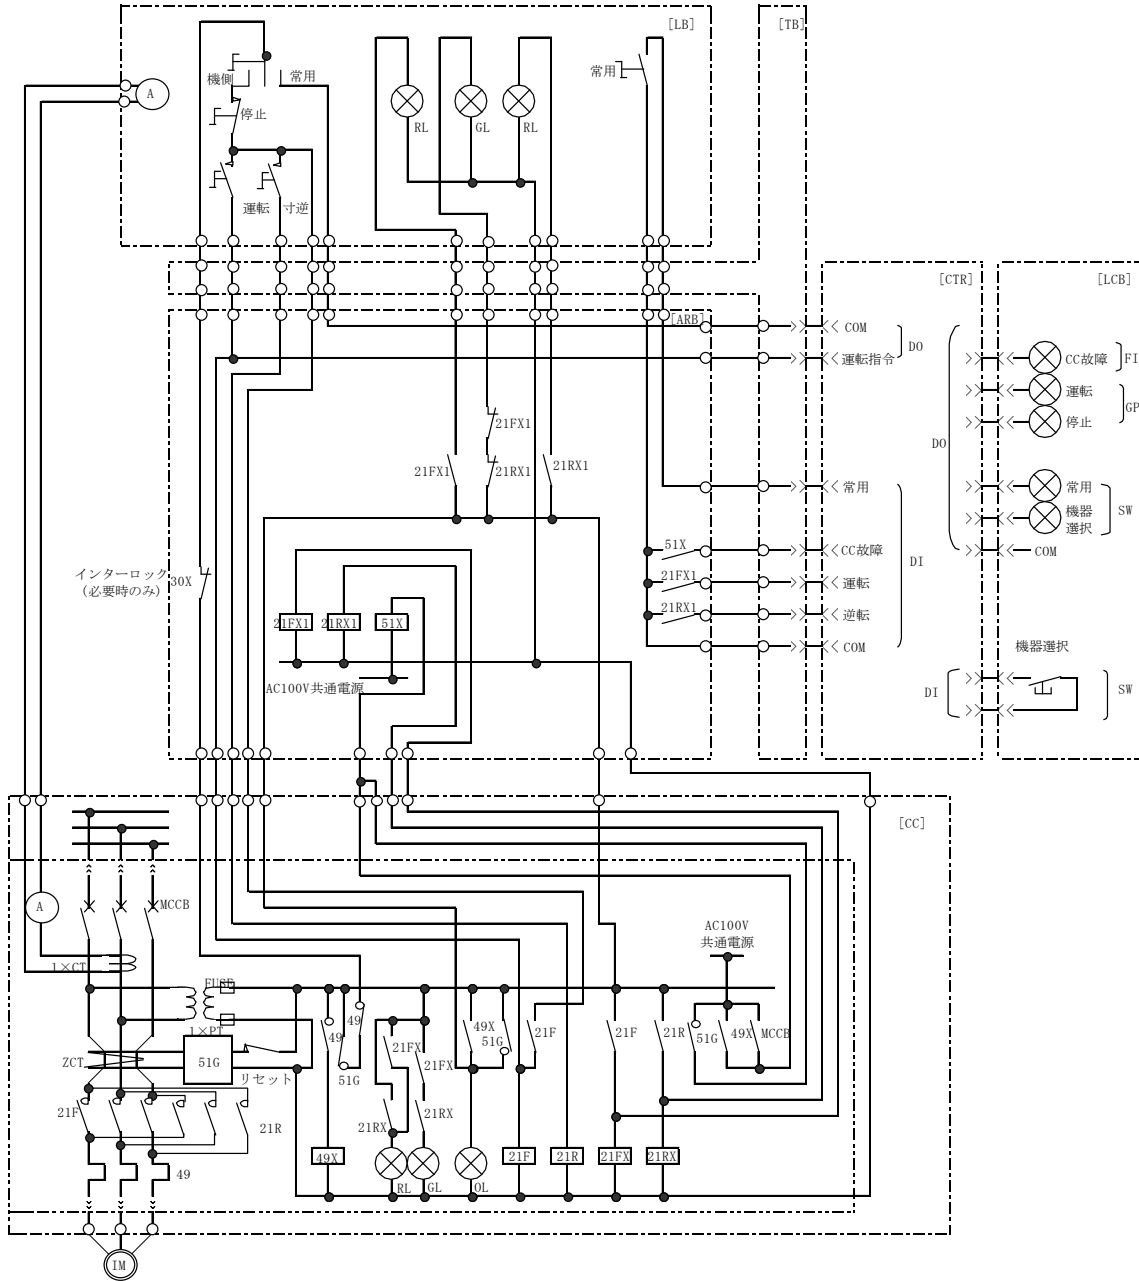 [LB]
[TB]
機側
常用
A
停止
常用
RL
GL
RL
運転
寸逆
[CTR]
[LCB]
[ARB]
COM
DO
運転指令
CC故障
FI
運転
GP
停止
DO
21FX1
21FX1
21RX1
21RX1
常用
常用
機器
選択
SW
COM
51X
CC故障
DI
21FX1
運転
21RX1
逆転
COM
インターロック
(必要時のみ)
30X
21FX1
21RX1
51X
機器選択
AC100V共通電源
DI
SW
[CC]
A
MCCB
AC100V
共通電源
1×CT
FUSE
1×PT
49
49
51G
21FX
21FX
49X
51G
21F
21F
21R
51G
49X
MCCB
ZCT
51G
リセット
21F
21R
21RX
21RX
49X
21F
21R
21FX
21RX
49
RL
GL
OL
IM